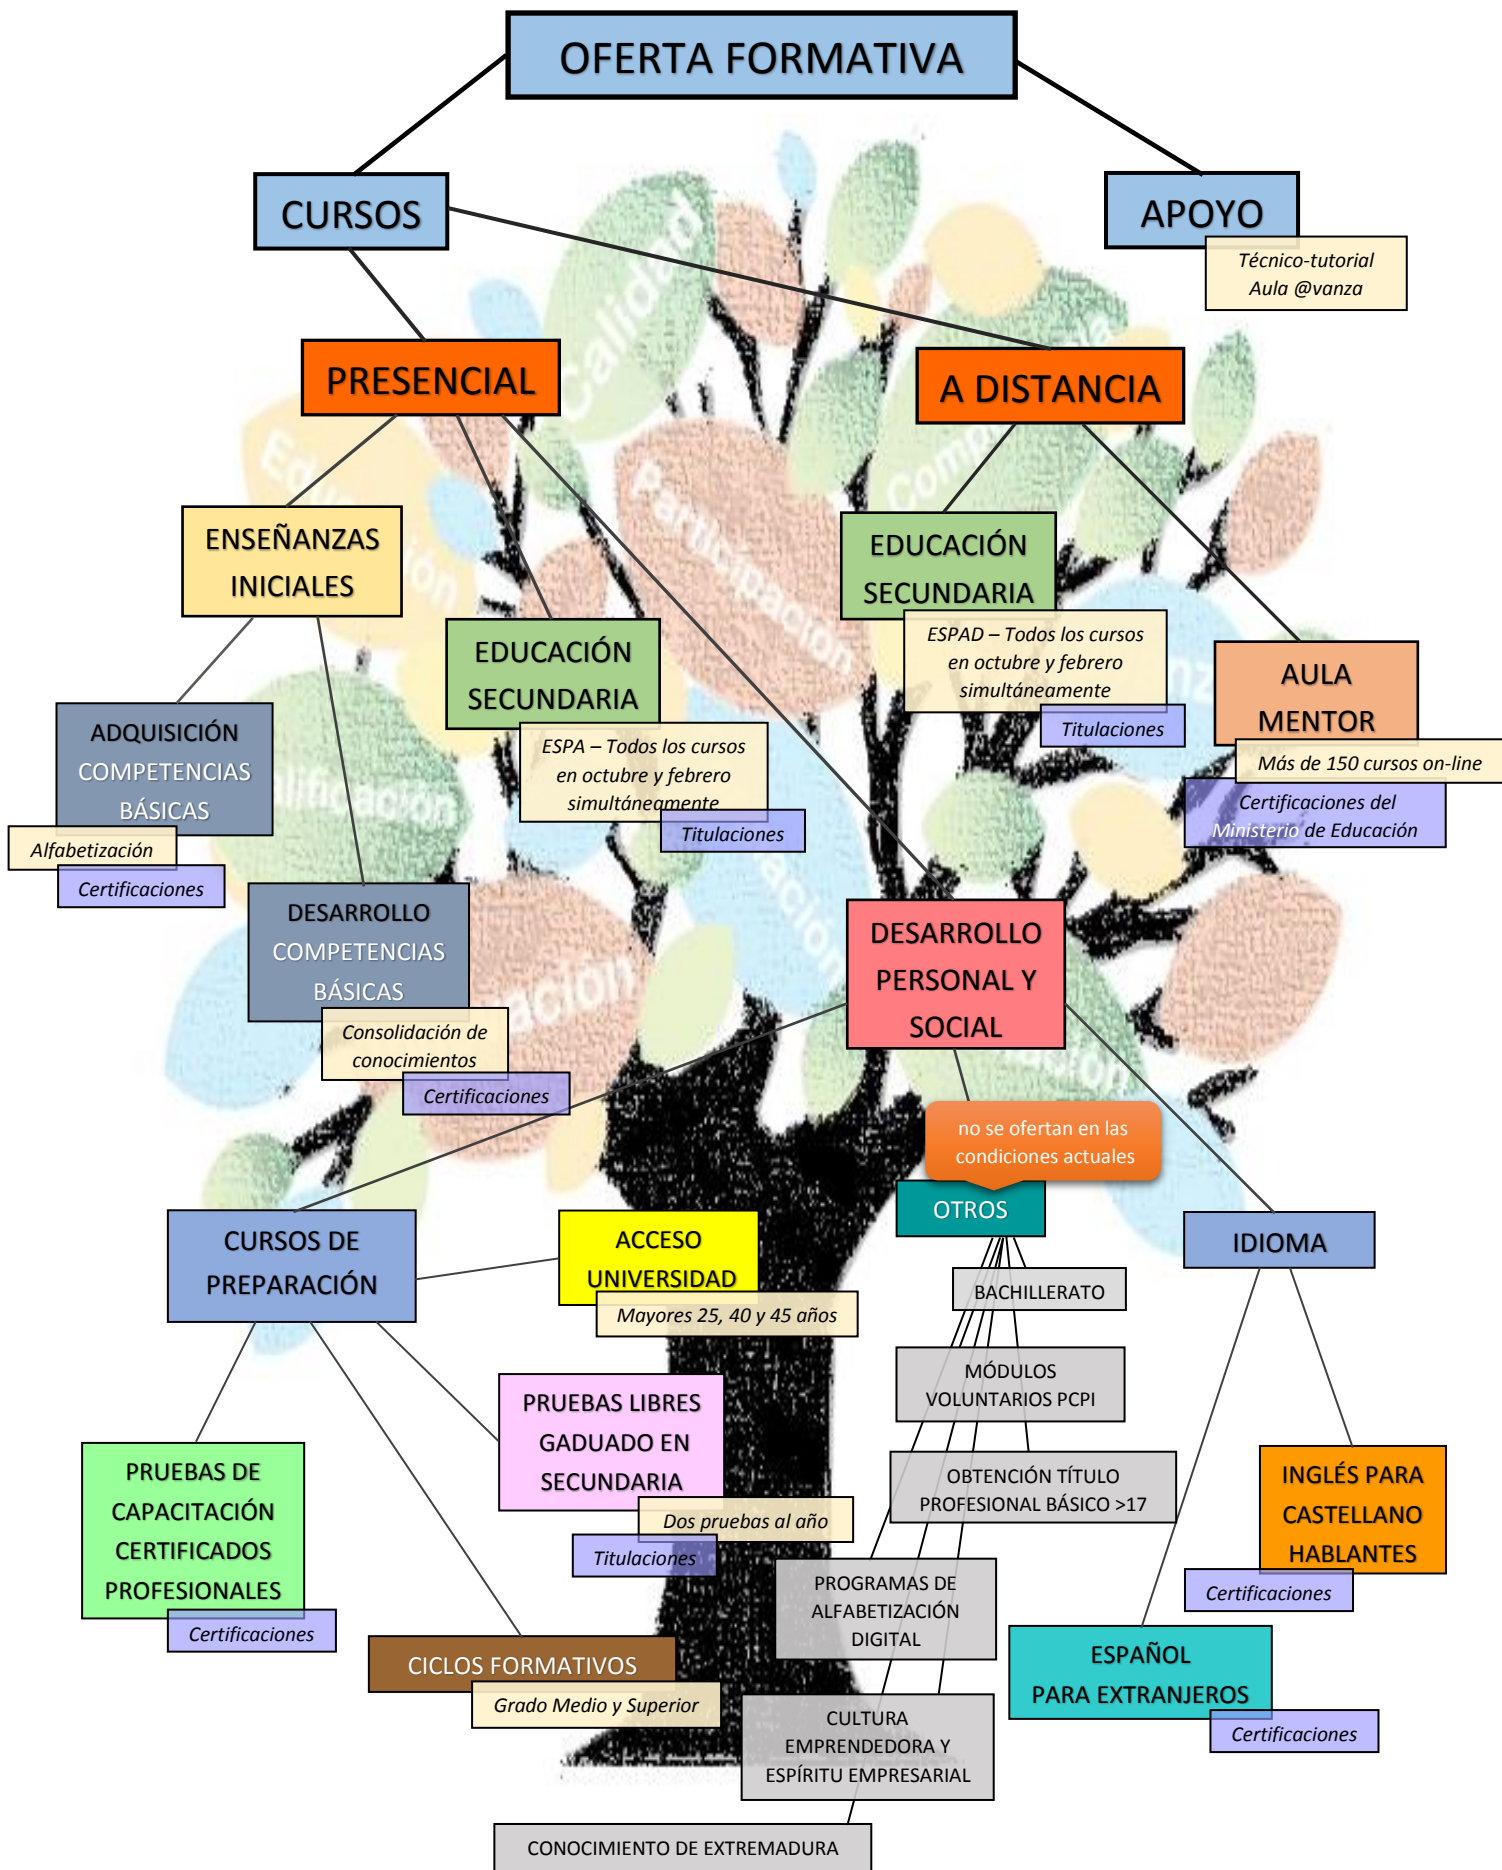 OFERTA FORMATIVA
CURSOS
APOYO
Técnico-tutorial
Aula @vanza
PRESENCIAL
A DISTANCIA
Calidad
Educación
Participación
ENSEÑANZAS
INICIALES
EDUCACIÓN
SECUNDARIA
ESPAD – Todos los cursos
en octubre y febrero
simultáneamente
Titulaciones
EDUCACIÓN
SECUNDARIA
ESPA – Todos los cursos
en octubre y febrero
simultáneamente
Titulaciones
AULA
MENTOR
Más de 150 cursos on-line
Certificaciones del
Ministerio de Educación
ADQUISICIÓN
COMPETENCIAS
BÁSICAS
Alfabetización
Certificaciones
DESARROLLO
COMPETENCIAS
BÁSICAS
Consolidación de
conocimientos
Certificaciones
DESARROLLO
PERSONAL Y
SOCIAL
no se ofertan en las
condiciones actuales
OTROS
CURSOS DE
PREPARACIÓN
ACCESO
UNIVERSIDAD
Mayores 25, 40 y 45 años
IDIOMA
BACHILLERATO
MÓDULOS
VOLUNTARIOS PCPI
PRUEBAS LIBRES
GADUADO EN
SECUNDARIA
Dos pruebas al año
Titulaciones
OBTENCIÓN TÍTULO
PROFESIONAL BÁSICO >17
PRUEBAS DE
CAPACITACIÓN
CERTIFICADOS
PROFESIONALES
Certificaciones
INGLÉS PARA
CASTELLANO
HABLANTES
Certificaciones
PROGRAMAS DE
ALFABETIZACIÓN
DIGITAL
CICLOS FORMATIVOS
Grado Medio y Superior
ESPAÑOL
PARA EXTRANJEROS
Certificaciones
CULTURA
EMPRENDEDORA Y
ESPÍRITU EMPRESARIAL
CONOCIMIENTO DE EXTREMADURA